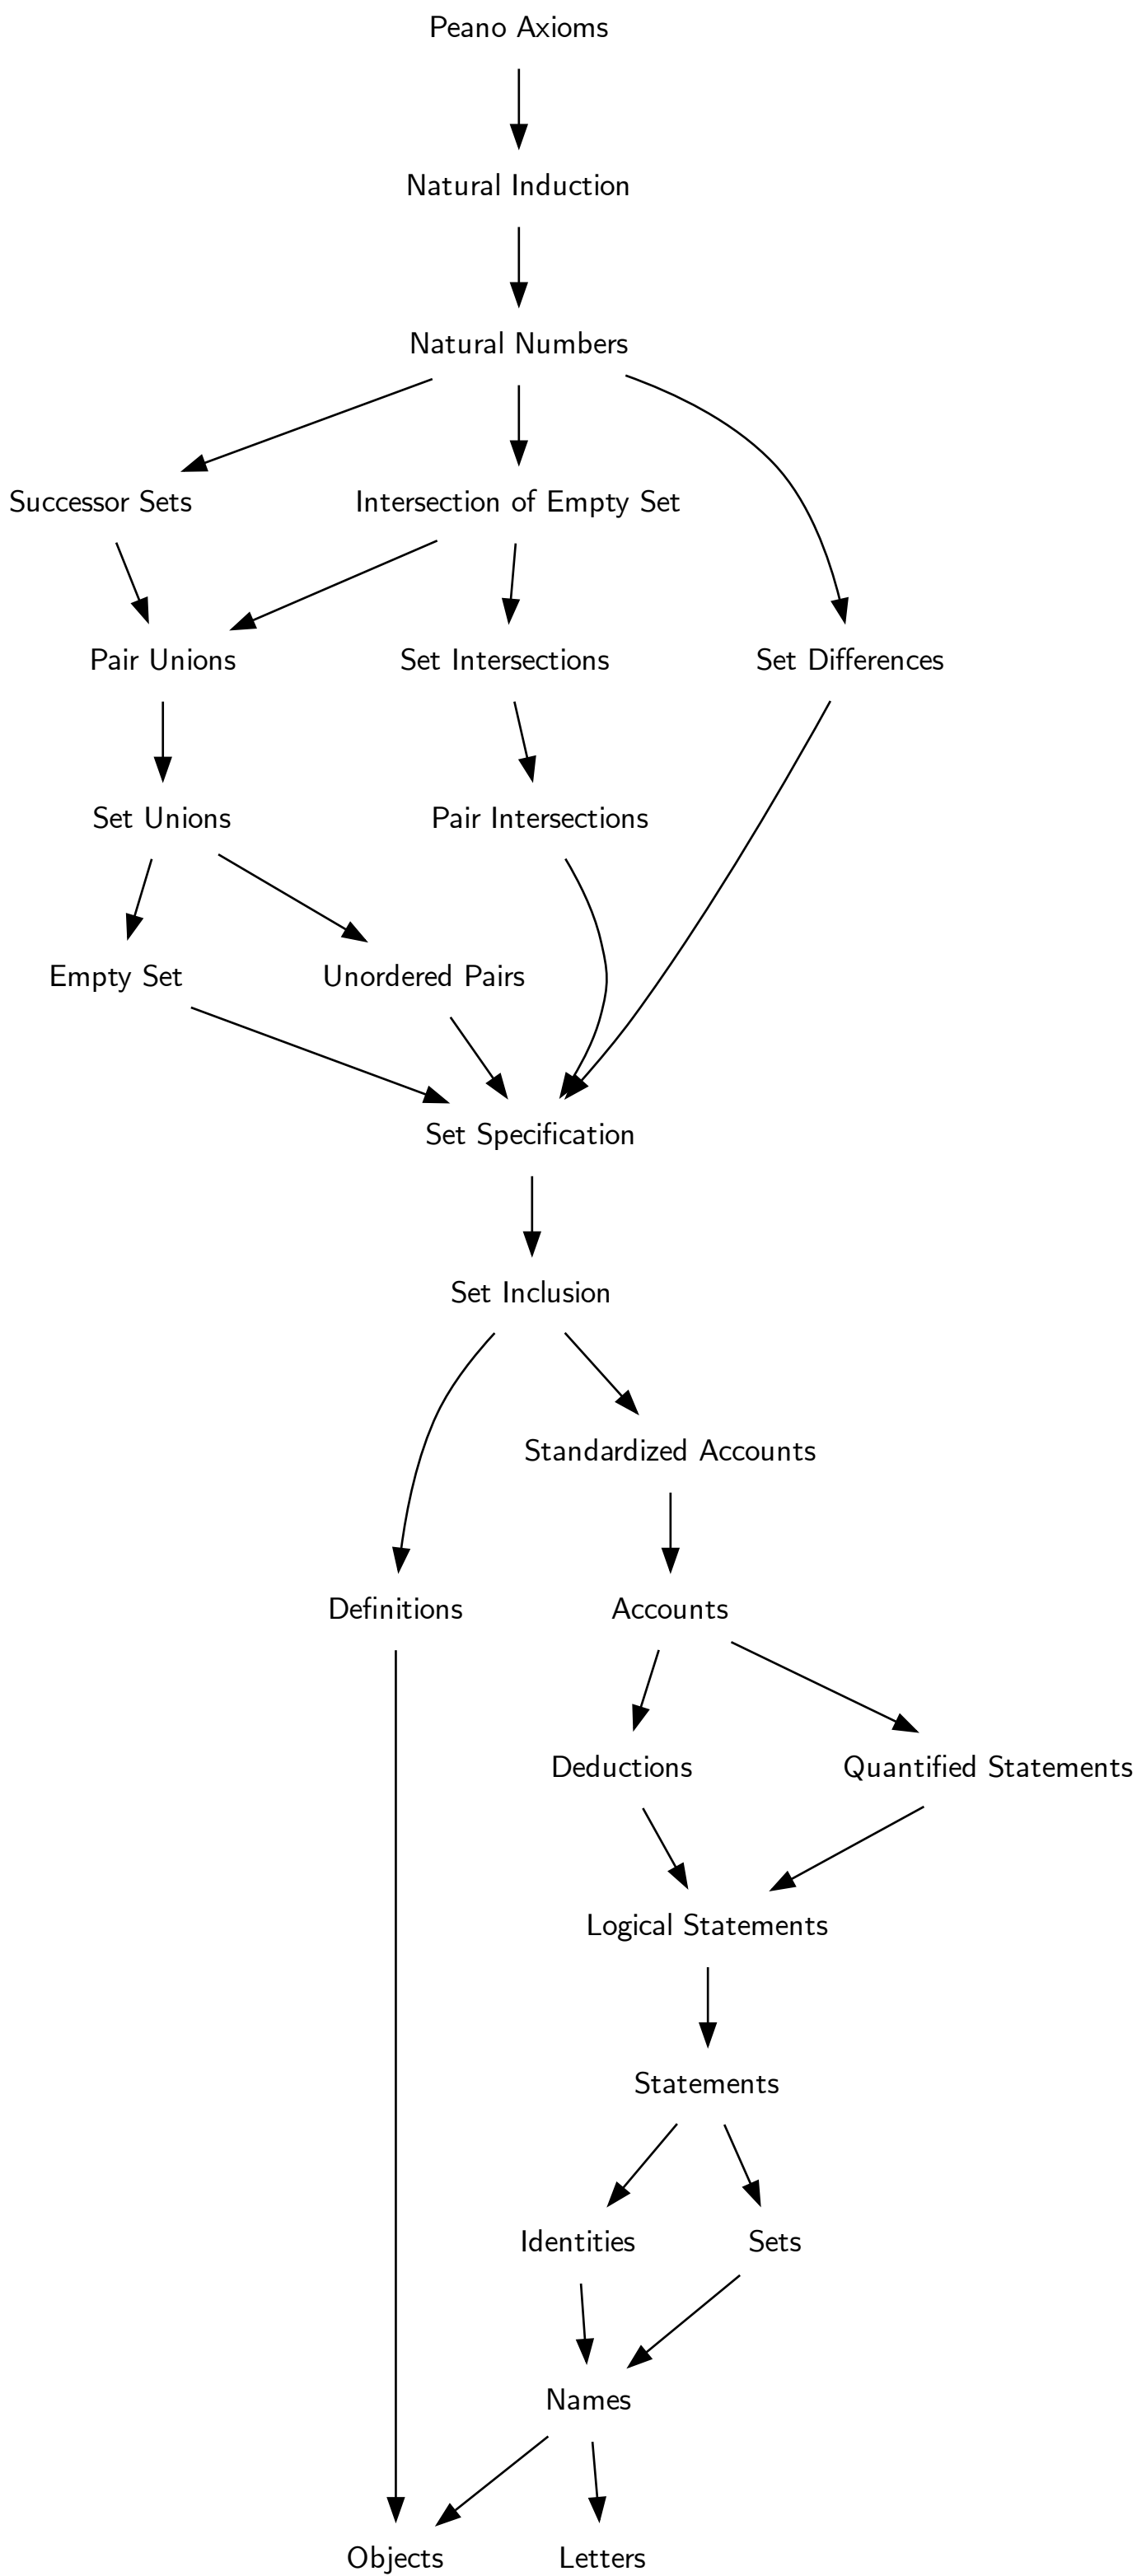 Peano Axioms
Natural Induction
Natural Numbers
Successor Sets
Intersection of Empty Set
Pair Unions
Set Intersections
Set Differences
Set Unions
Pair Intersections
Empty Set
Unordered Pairs
Set Specification
Set Inclusion
Standardized Accounts
Definitions
Accounts
Deductions
Quantified Statements
Logical Statements
Statements
Identities
Sets
Names
Objects
Letters